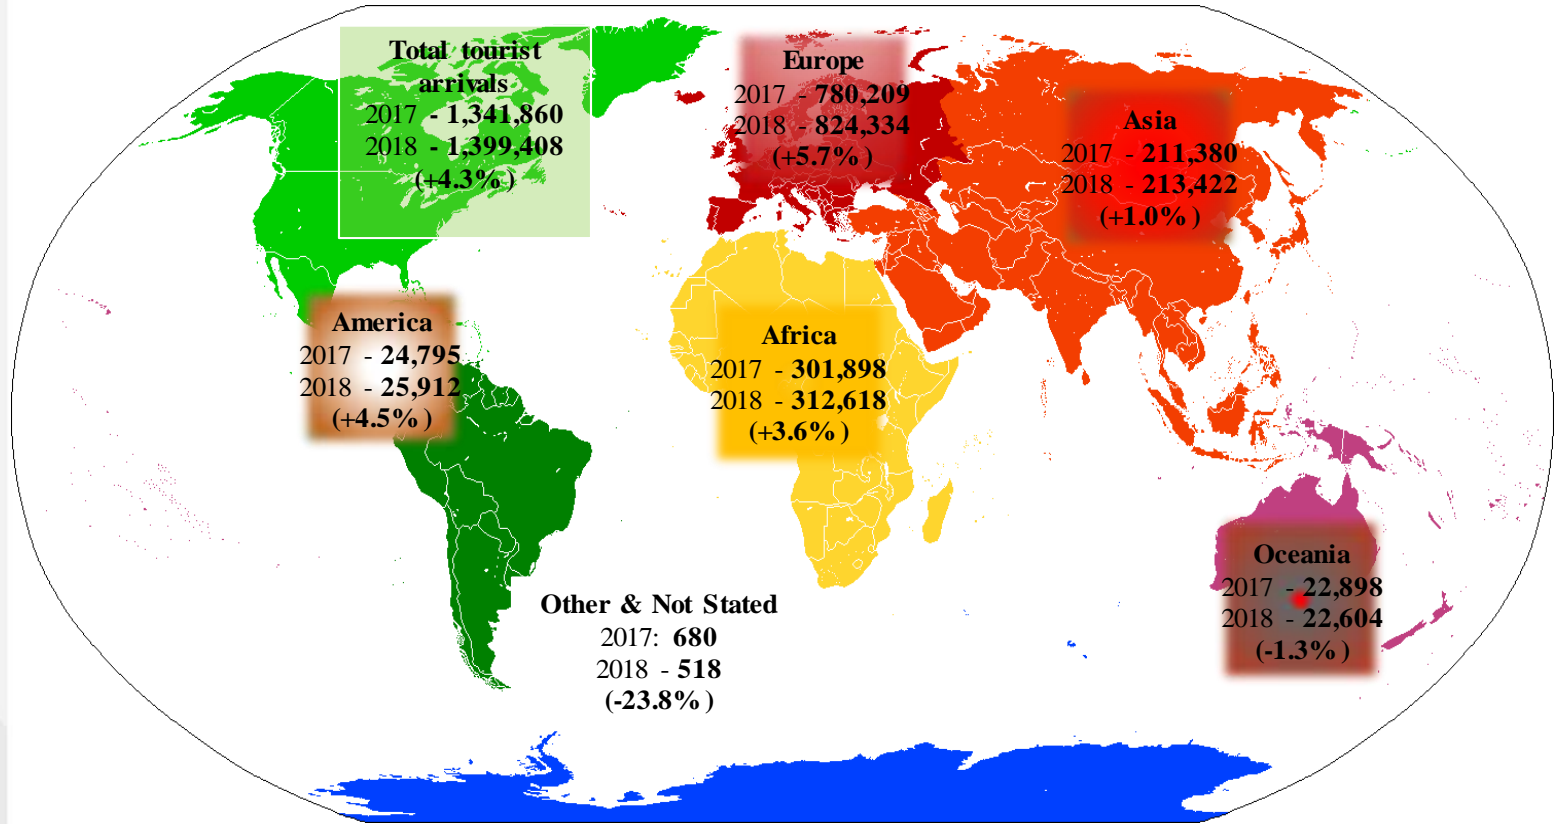 Total tourist
arrivals
2017 - 1,341,860
2018 - 1,399,408
(+4.3%)
Europe
2017 - 780,209
2018 - 824,334
(+5.7%)
Asia
2017 - 211,380
2018 - 213,422
(+1.0%)
America
2017 - 24,795
2018 - 25,912
(+4.5%)
Africa
2017 - 301,898
2018 - 312,618
(+3.6%)
Oceania
2017 - 22,898
2018 - 22,604
(-1.3%)
Other & Not Stated
2017: 680
2018 - 518
(-23.8%)